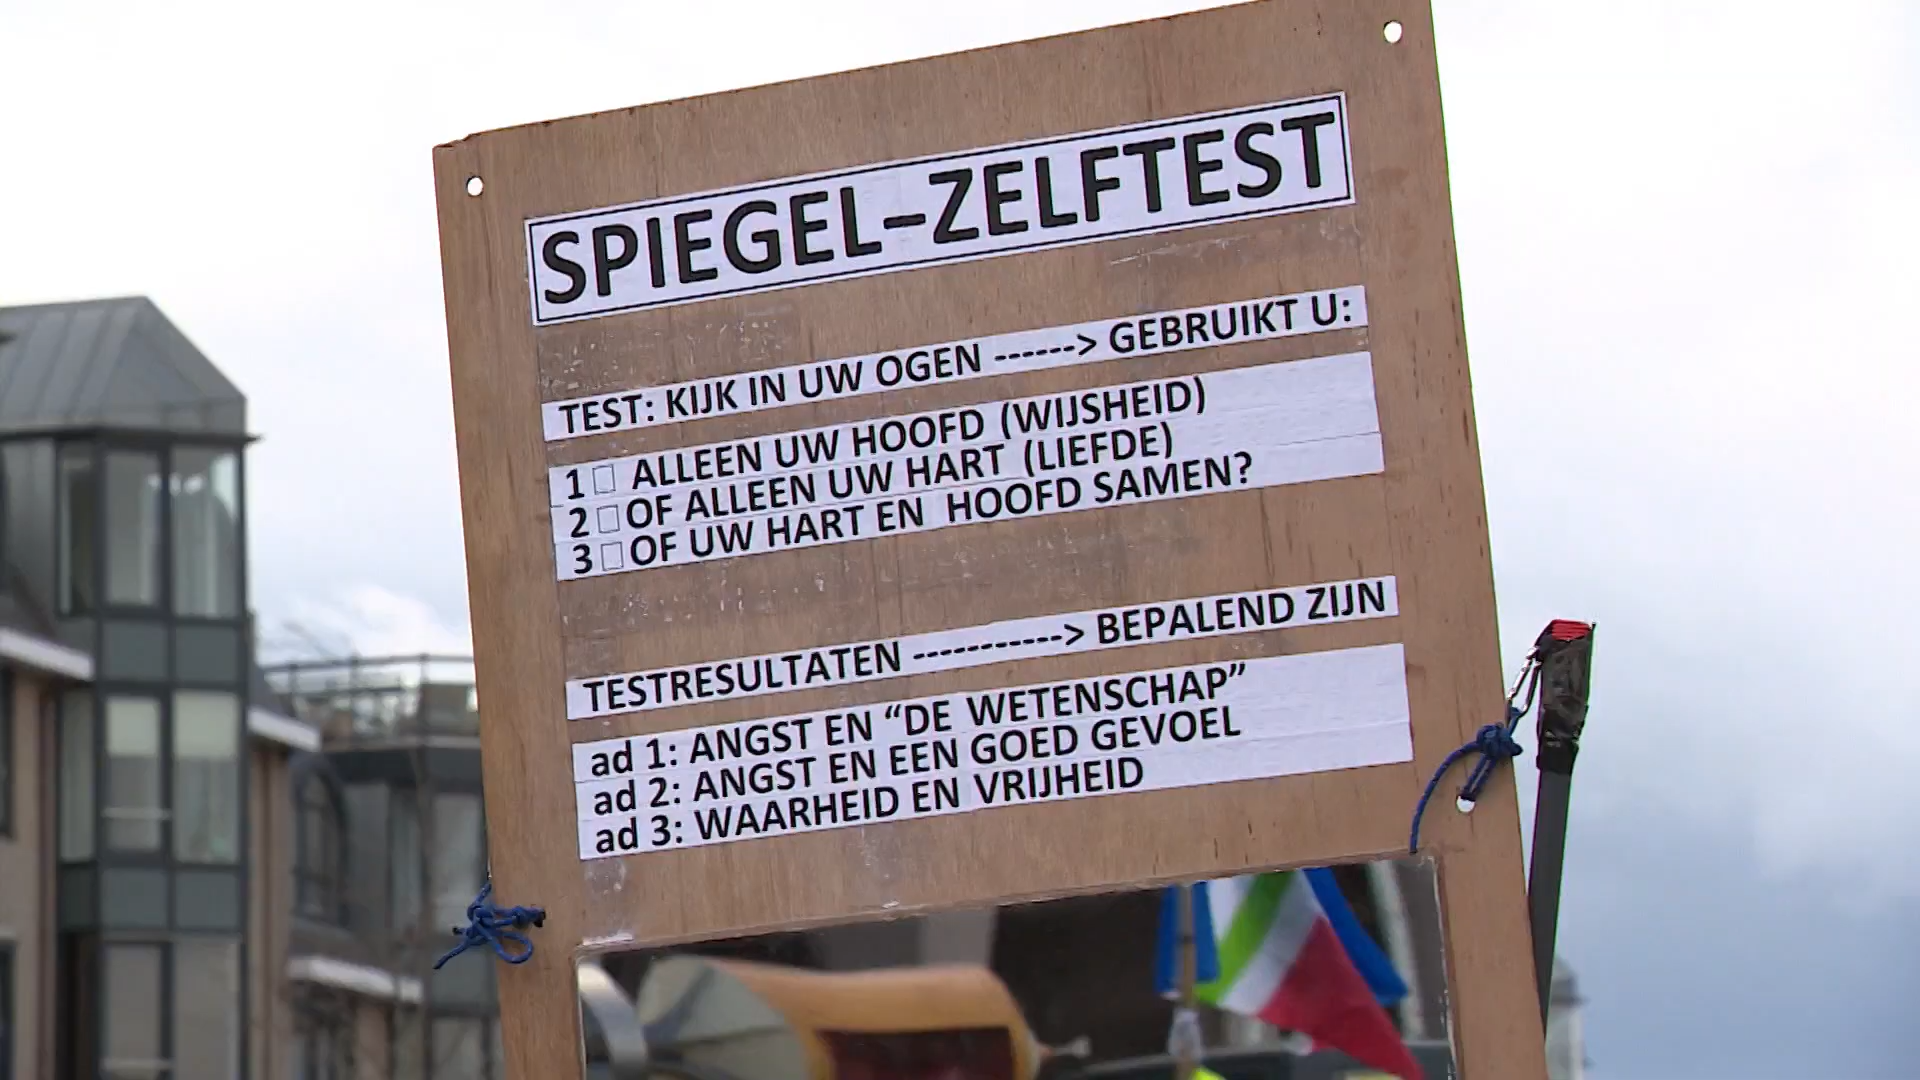 SPIEGEL-ZELFTEST
TEST: KIJK IN UW OGEN ------> GEBRUIKT U:
1 □ ALLEEN UW HOOFD (WIJSHEID)
2 □ OF ALLEEN UW HART (LIEFDE)
3 □ OF UW HART EN HOOFD SAMEN?
TESTRESULTATEN -----------> BEPALEND ZIJN
ad 1: ANGST EN “DE WETENSCHAP”
ad 2: ANGST EN EEN GOED GEVOEL
ad 3: WAARHEID EN VRIJHEID